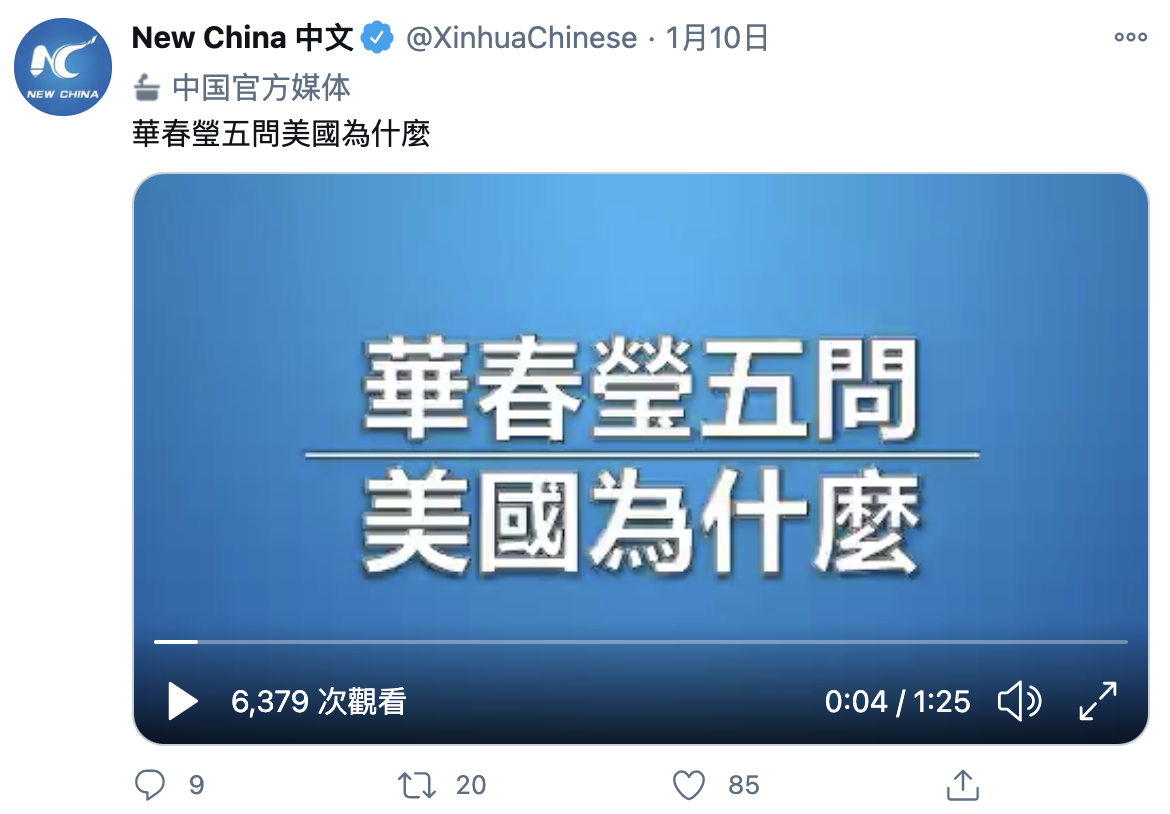 New China 中文 @XinhuaChinese · 1月10日
NEW CHINA
中国官方媒体
華春瑩五問美國為什麼
華春瑩五問
美國為什麼
6,379 次觀看
0:04 / 1:25
9
20
85